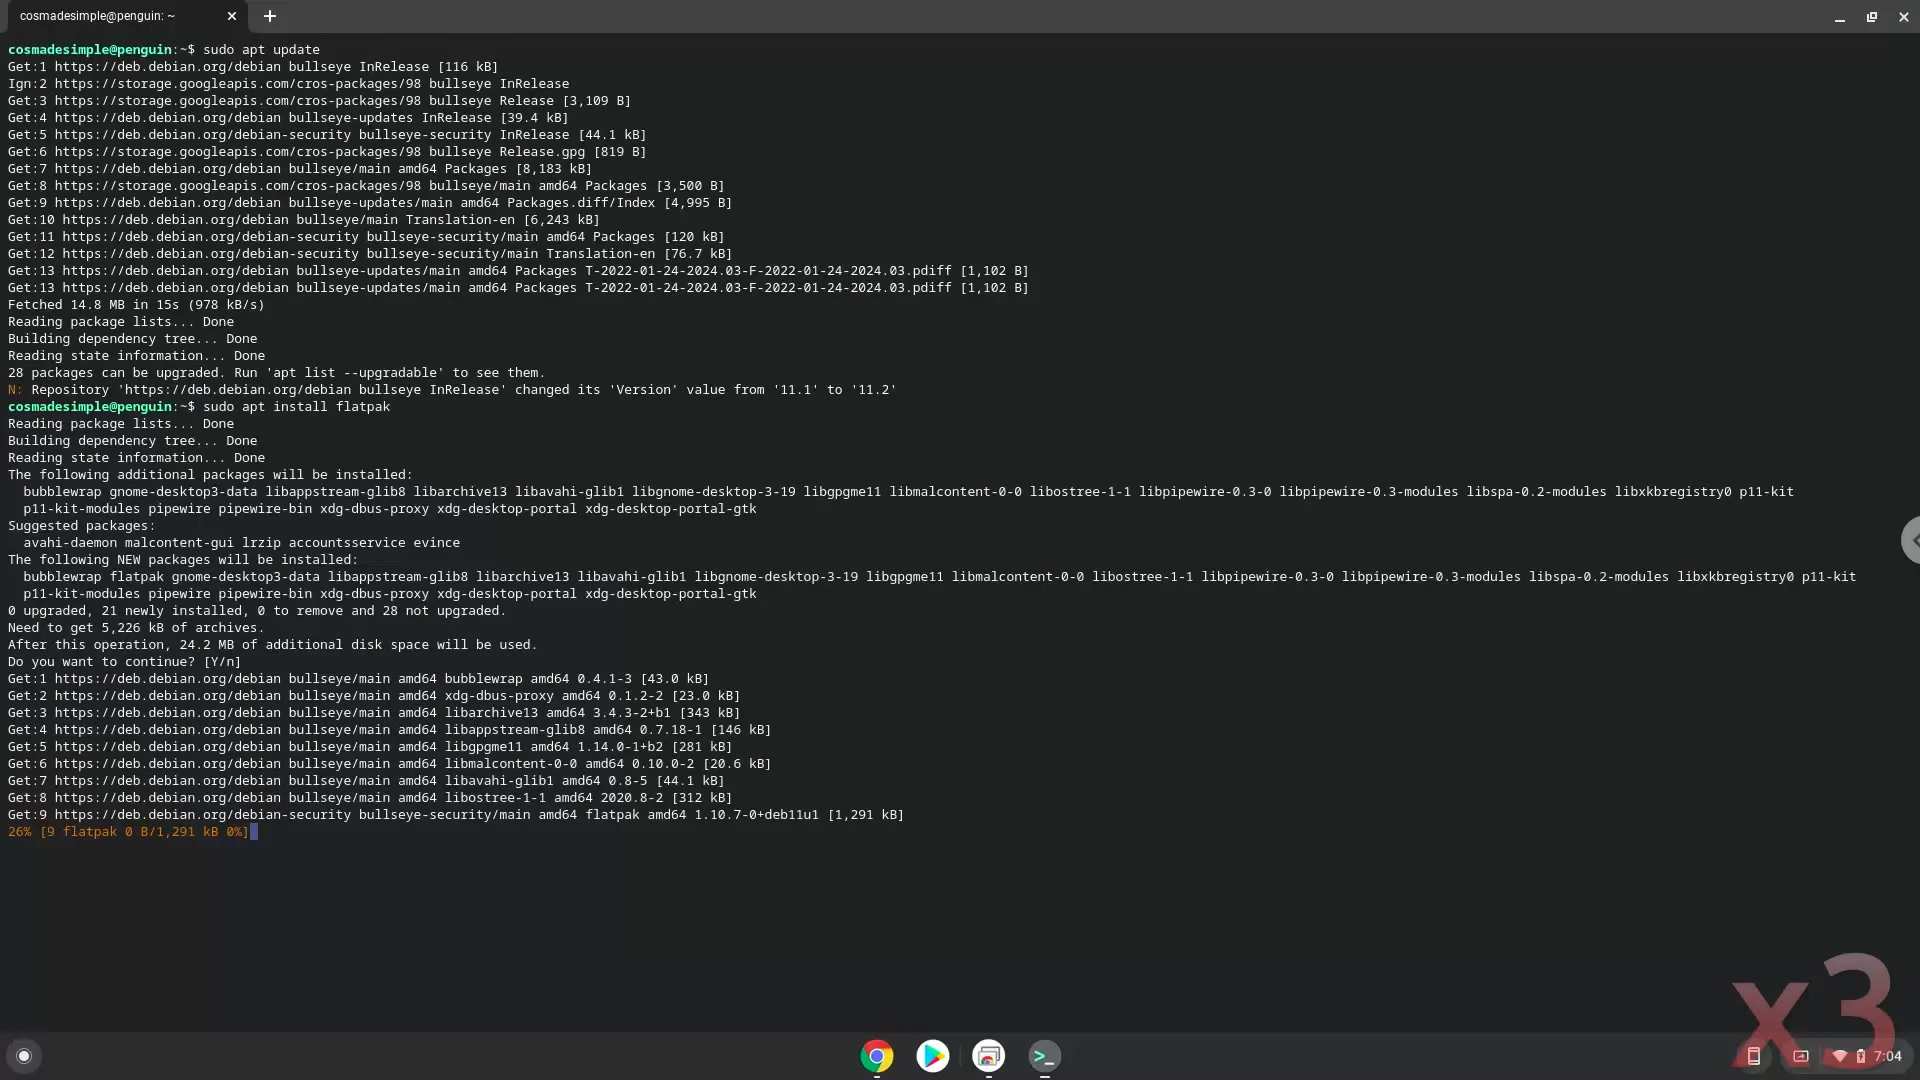 cosmadesimple@penguin: ~
cosmadesimple@penguin:~$ sudo apt update
Get:1 https://deb.debian.org/debian bullseye InRelease [116 kB]
Ign:2 https://storage.googleapis.com/cros-packages/98 bullseye InRelease
Get:3 https://storage.googleapis.com/cros-packages/98 bullseye Release [3,109 B]
Get:4 https://deb.debian.org/debian bullseye-updates InRelease [39.4 kB]
Get:5 https://deb.debian.org/debian-security bullseye-security InRelease [44.1 kB]
Get:6 https://storage.googleapis.com/cros-packages/98 bullseye Release.gpg [819 B]
Get:7 https://deb.debian.org/debian bullseye/main amd64 Packages [8,183 kB]
Get:8 https://storage.googleapis.com/cros-packages/98 bullseye/main amd64 Packages [3,500 B]
Get:9 https://deb.debian.org/debian bullseye-updates/main amd64 Packages.diff/Index [4,995 B]
Get:10 https://deb.debian.org/debian bullseye/main Translation-en [6,243 kB]
Get:11 https://deb.debian.org/debian-security bullseye-security/main amd64 Packages [120 kB]
Get:12 https://deb.debian.org/debian-security bullseye-security/main Translation-en [76.7 kB]
Get:13 https://deb.debian.org/debian bullseye-updates/main amd64 Packages T-2022-01-24-2024.03-F-2022-01-24-2024.03.pdiff [1,102 B]
Get:13 https://deb.debian.org/debian bullseye-updates/main amd64 Packages T-2022-01-24-2024.03-F-2022-01-24-2024.03.pdiff [1,102 B]
Fetched 14.8 MB in 15s (978 kB/s)
Reading package lists... Done
Building dependency tree... Done
Reading state information... Done
28 packages can be upgraded. Run 'apt list --upgradable' to see them.
N: Repository 'https://deb.debian.org/debian bullseye InRelease' changed its 'Version' value from '11.1' to '11.2'
cosmadesimple@penguin:~$ sudo apt install flatpak
Reading package lists... Done
Building dependency tree... Done
Reading state information... Done
The following additional packages will be installed:
bubblewrap gnome-desktop3-data libappstream-glib8 libarchive13 libavahi-glib1 libgnome-desktop-3-19 libgpgme11 libmalcontent-0-0 libostree-1-1 libpipewire-0.3-0 libpipewire-0.3-modules libspa-0.2-modules libxkbregistry0 p11-kit
p11-kit-modules pipewire pipewire-bin xdg-dbus-proxy xdg-desktop-portal xdg-desktop-portal-gtk
Suggested packages:
avahi-daemon malcontent-gui lrzip accountsservice evince
The following NEW packages will be installed:
bubblewrap flatpak gnome-desktop3-data libappstream-glib8 libarchive13 libavahi-glib1 libgnome-desktop-3-19 libgpgme11 libmalcontent-0-0 libostree-1-1 libpipewire-0.3-0 libpipewire-0.3-modules libspa-0.2-modules libxkbregistry0 p11-kit
p11-kit-modules pipewire pipewire-bin xdg-dbus-proxy xdg-desktop-portal xdg-desktop-portal-gtk
0 upgraded, 21 newly installed, 0 to remove and 28 not upgraded.
Need to get 5,226 kB of archives.
After this operation, 24.2 MB of additional disk space will be used.
Do you want to continue? [Y/n]
Get:1 https://deb.debian.org/debian bullseye/main amd64 bubblewrap amd64 0.4.1-3 [43.0 kB]
Get:2 https://deb.debian.org/debian bullseye/main amd64 xdg-dbus-proxy amd64 0.1.2-2 [23.0 kB]
Get:3 https://deb.debian.org/debian bullseye/main amd64 libarchive13 amd64 3.4.3-2+b1 [343 kB]
Get:4 https://deb.debian.org/debian bullseye/main amd64 libappstream-glib8 amd64 0.7.18-1 [146 kB]
Get:5 https://deb.debian.org/debian bullseye/main amd64 libgpgme11 amd64 1.14.0-1+b2 [281 kB]
Get:6 https://deb.debian.org/debian bullseye/main amd64 libmalcontent-0-0 amd64 0.10.0-2 [20.6 kB]
Get:7 https://deb.debian.org/debian bullseye/main amd64 libavahi-glib1 amd64 0.8-5 [44.1 kB]
Get:8 https://deb.debian.org/debian bullseye/main amd64 libostree-1-1 amd64 2020.8-2 [312 kB]
Get:9 https://deb.debian.org/debian-security bullseye-security/main amd64 flatpak amd64 1.10.7-0+deb11u1 [1,291 kB]
26% [9 flatpak 0 B/1,291 kB 0%]
x3
7:04